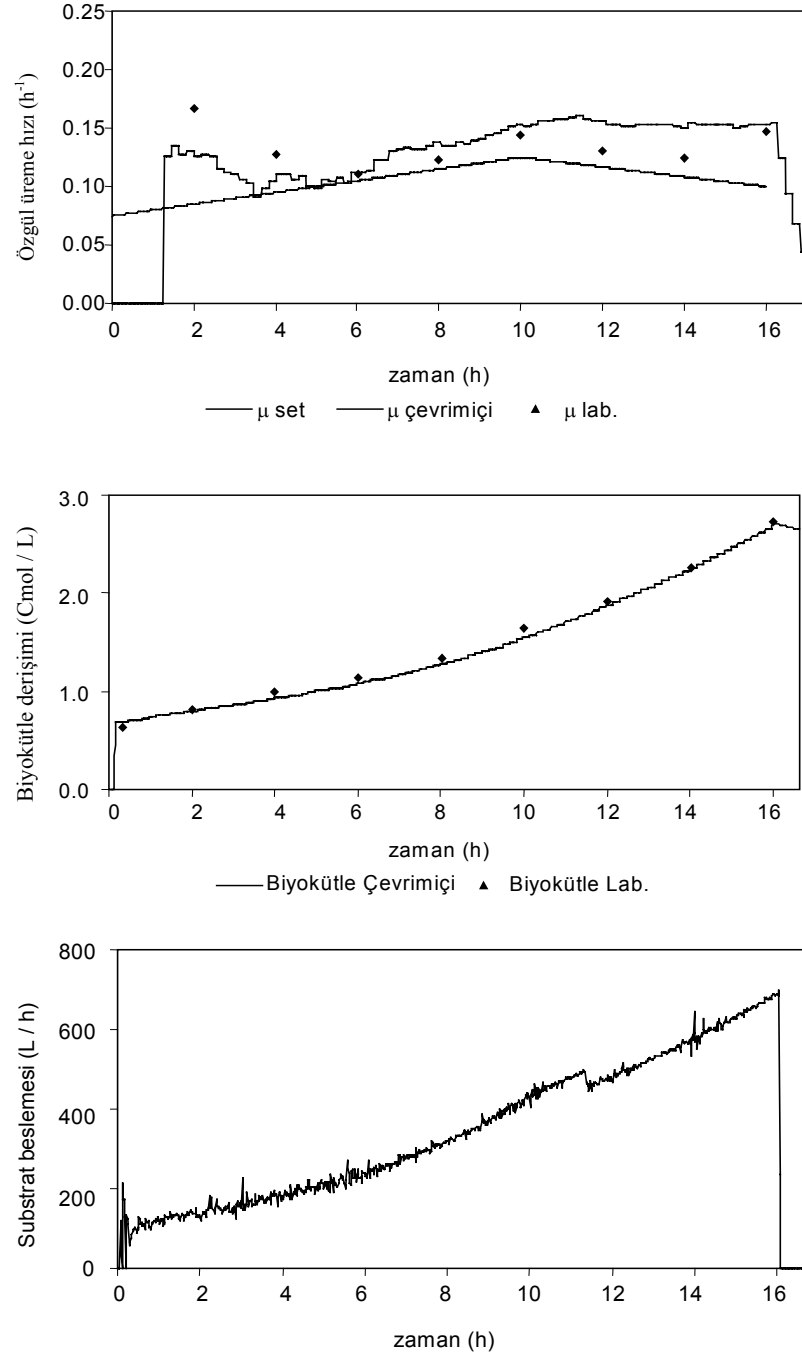 Özgül üreme hızı (h-1)
0.25
0.20
0.15
0.10
0.05
0.00
0 2 4 6 8 10 12 14 16
zaman (h)
μ set μ çevrimiçi μ lab.
Biyokütle derişimi (Cmol / L)
3.0
2.0
1.0
0.0
0 2 4 6 8 10 12 14 16
zaman (h)
Biyokütle Çevrimiçi Biyokütle Lab.
Substrat beslemesi (L / h)
800
600
400
200
0
0 2 4 6 8 10 12 14 16
zaman (h)